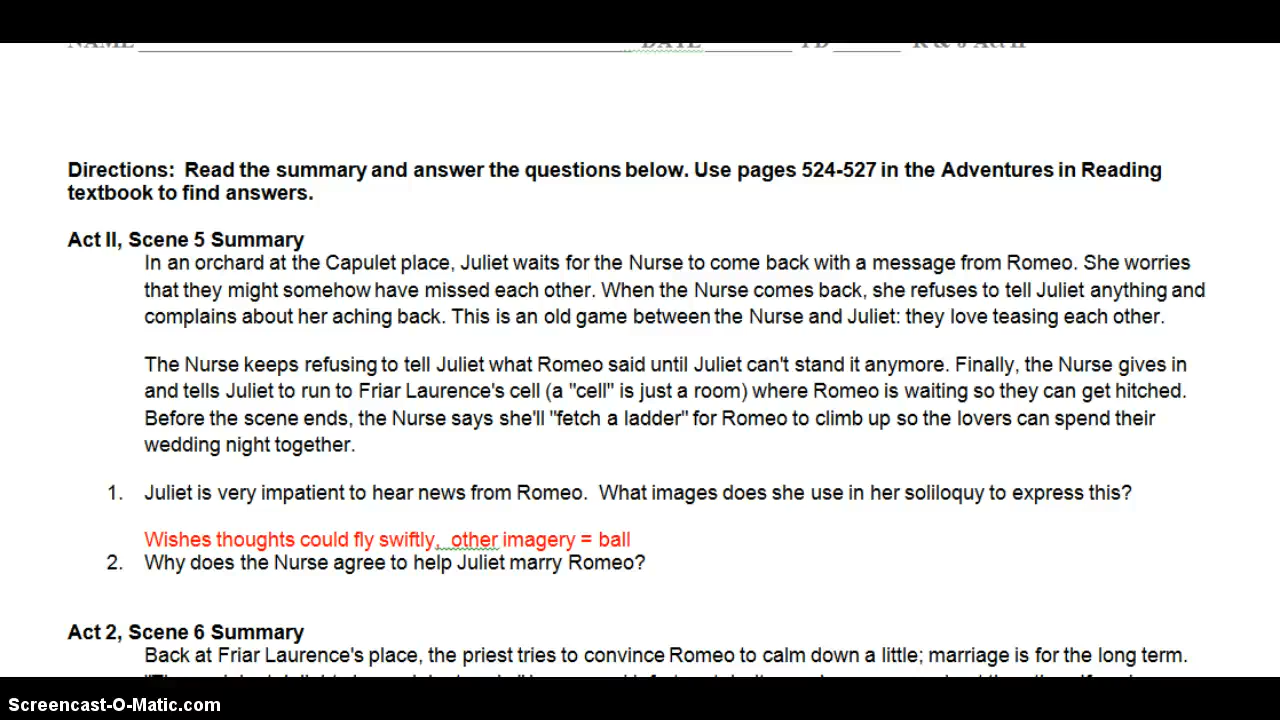 NAME DATE PD R & J Act II
Directions: Read the summary and answer the questions below. Use pages 524-527 in the Adventures in Reading
textbook to find answers.
Act II, Scene 5 Summary
In an orchard at the Capulet place, Juliet waits for the Nurse to come back with a message from Romeo. She worries
that they might somehow have missed each other. When the Nurse comes back, she refuses to tell Juliet anything and
complains about her aching back. This is an old game between the Nurse and Juliet: they love teasing each other.
The Nurse keeps refusing to tell Juliet what Romeo said until Juliet can't stand it anymore. Finally, the Nurse gives in
and tells Juliet to run to Friar Laurence's cell (a "cell" is just a room) where Romeo is waiting so they can get hitched.
Before the scene ends, the Nurse says she'll "fetch a ladder" for Romeo to climb up so the lovers can spend their
wedding night together.
1. Juliet is very impatient to hear news from Romeo. What images does she use in her soliloquy to express this?
Wishes thoughts could fly swiftly, other imagery = ball
2. Why does the Nurse agree to help Juliet marry Romeo?
Act 2, Scene 6 Summary
Back at Friar Laurence's place, the priest tries to convince Romeo to calm down a little; marriage is for the long term.
Screencast-O-Matic.com